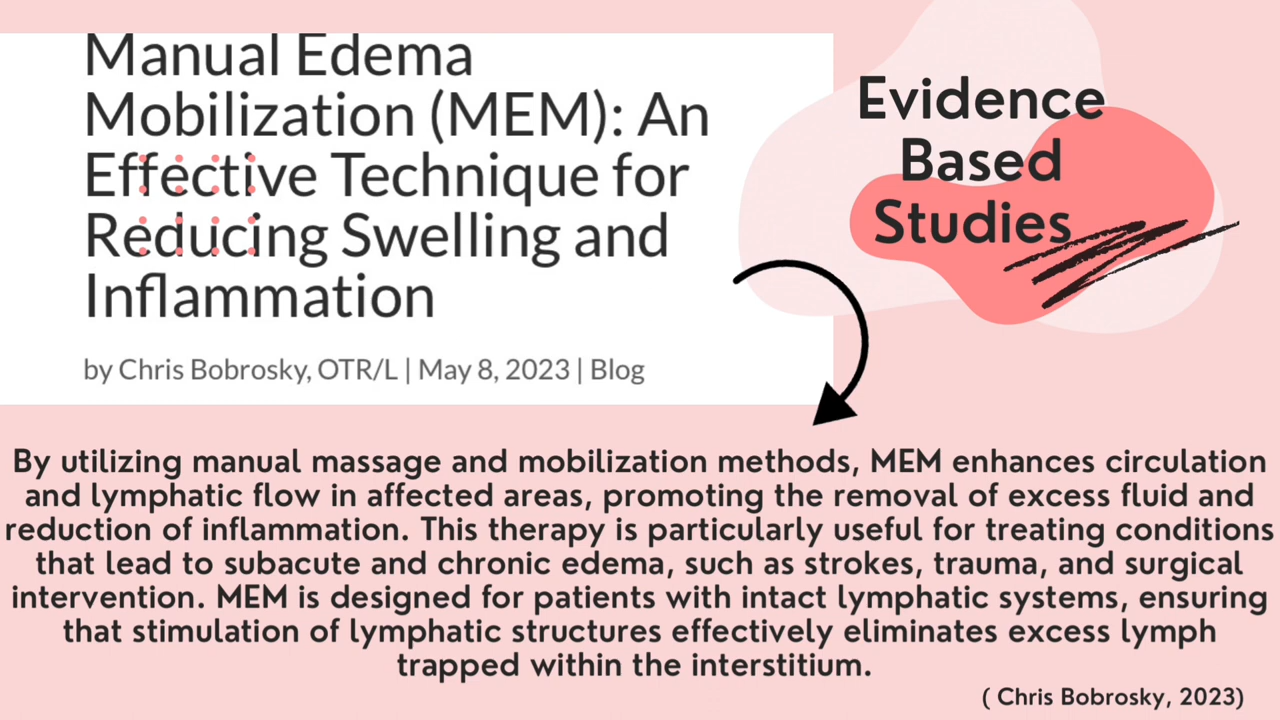 Manual Edema
Mobilization (MEM): An
Effective Technique for
Reducing Swelling and
Inflammation
by Chris Bobrosky, OTR/L | May 8, 2023 | Blog
Evidence
Based
Studies
By utilizing manual massage and mobilization methods, MEM enhances circulation
and lymphatic flow in affected areas, promoting the removal of excess fluid and
reduction of inflammation. This therapy is particularly useful for treating conditions
that lead to subacute and chronic edema, such as strokes, trauma, and surgical
intervention. MEM is designed for patients with intact lymphatic systems, ensuring
that stimulation of lymphatic structures effectively eliminates excess lymph
trapped within the interstitium.
( Chris Bobrosky, 2023)